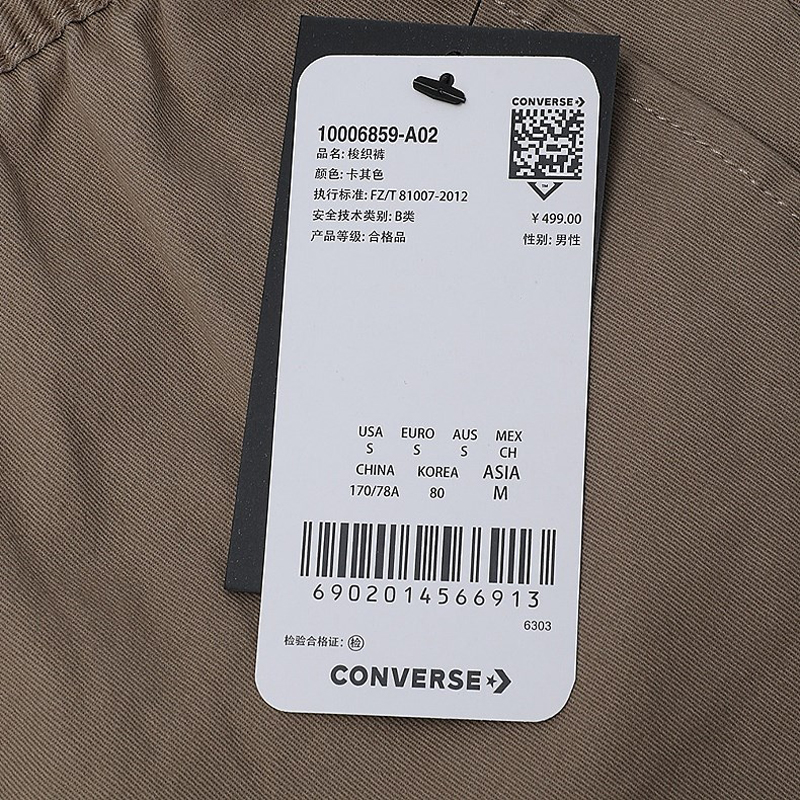 CONVERSE
10006859-A02
品名: 梭织裤
颜色: 卡其色
执行标准: FZ/T 81007-2012
安全技术类别: B类
¥ 499.00
产品等级: 合格品
性别: 男性
USA EURO AUS MEX
S S S CH
CHINA KOREA ASIA
170/78A 80 M
6902014566913
6303
检验合格证: 检
CONVERSE